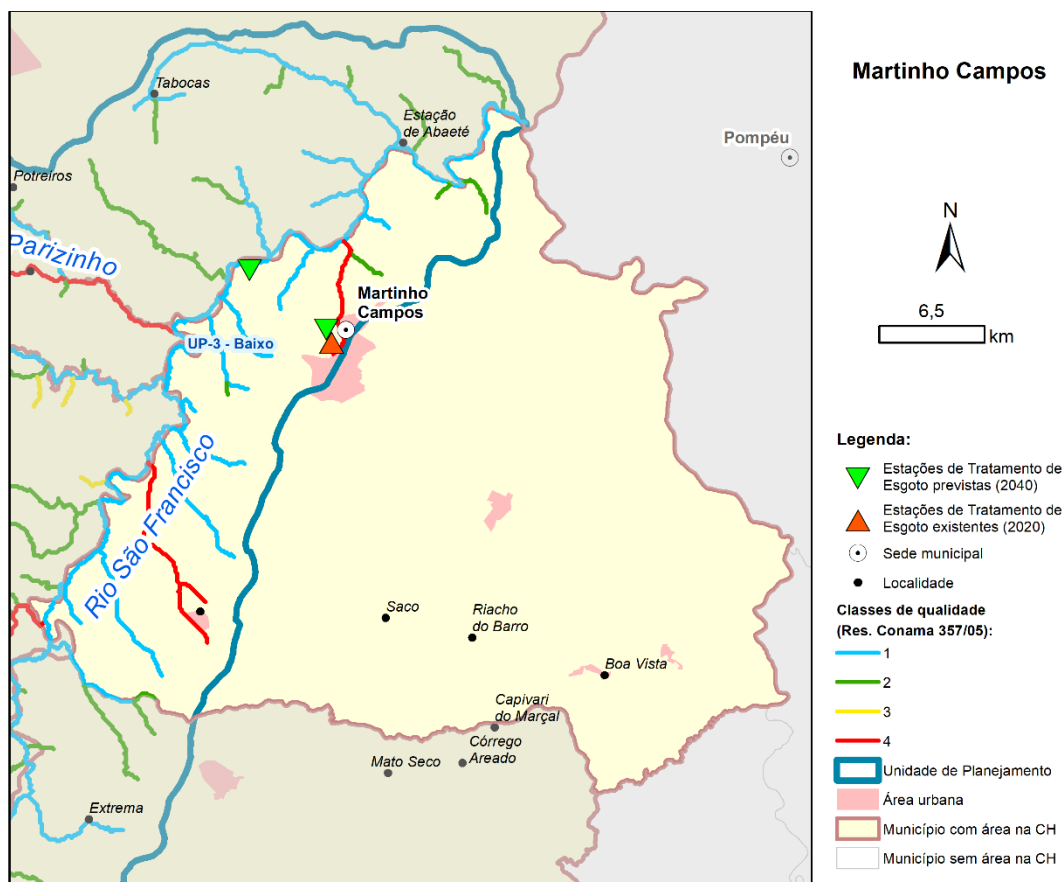 Martinho Campos
Tabocas
Estação
de Abaeté
Pompéu
Potreiros
Parizinho
N
Martinho
Campos
6,5
km
UP-3 - Baixo
Rio São Francisco
Legenda:
Estações de Tratamento de
Esgoto previstas (2040)
Estações de Tratamento de
Esgoto existentes (2020)
Sede municipal
Localidade
Classes de qualidade
(Res. Conama 357/05):
1
2
3
4
Unidade de Planejamento
Área urbana
Município com área na CH
Município sem área na CH
Saco
Riacho
do Barro
Boa Vista
Capivari
do Marçal
Córrego
Areado
Mato Seco
Extrema